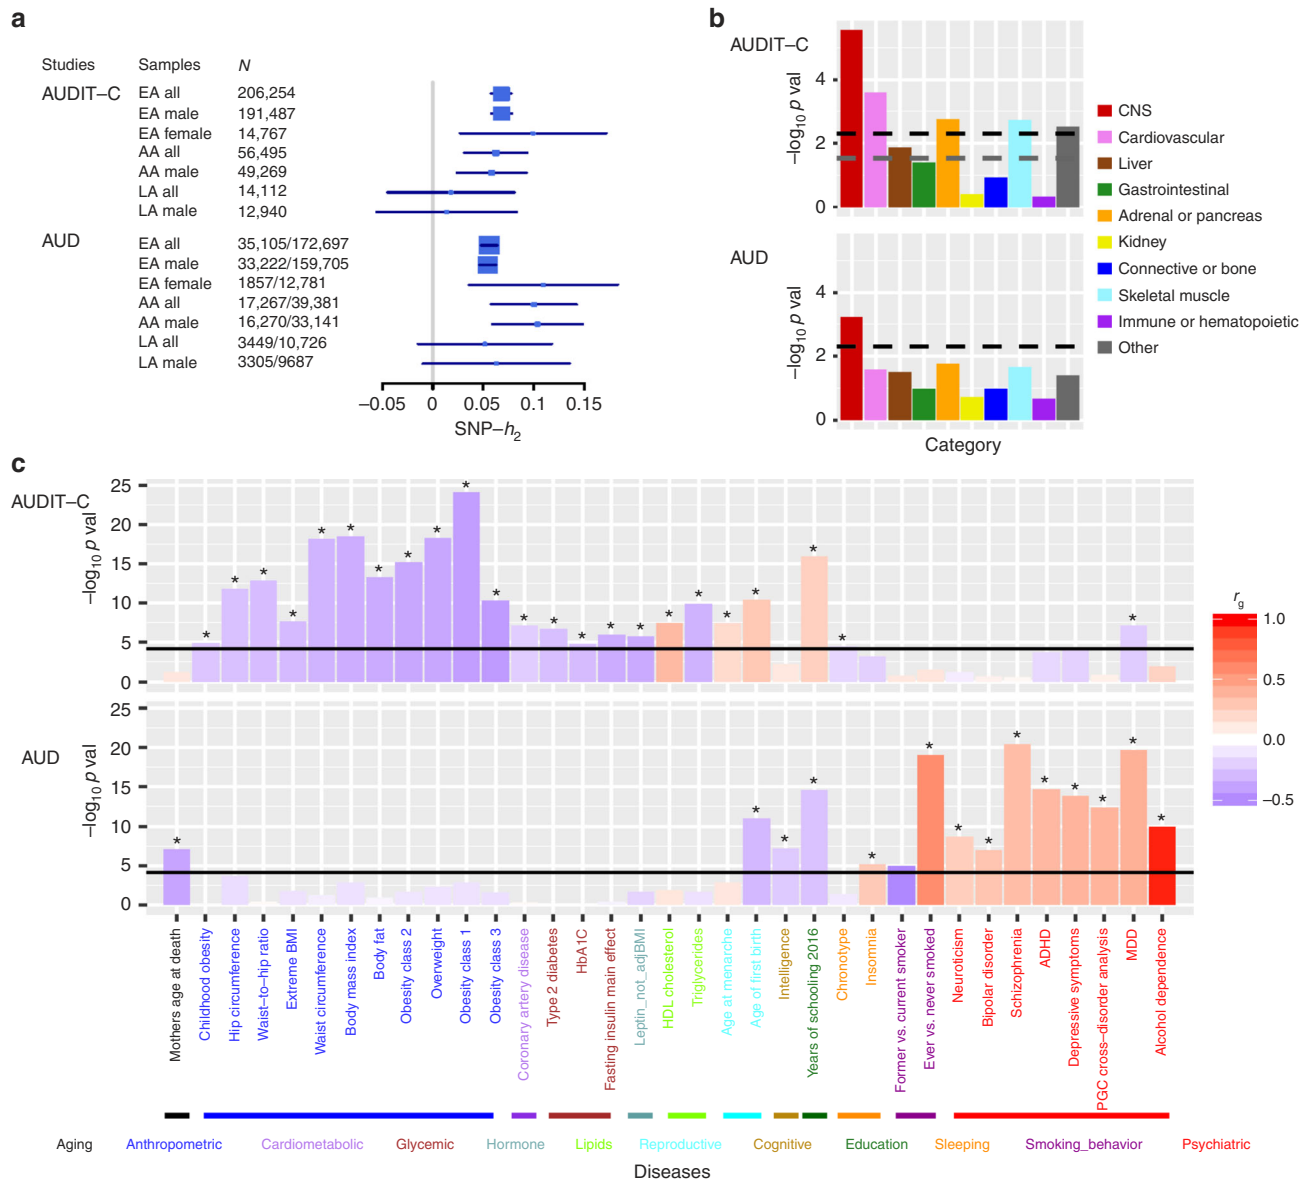 a
Studies Samples N
AUDIT–C EA all 206,254
EA male 191,487
EA female 14,767
AA all 56,495
AA male 49,269
LA all 14,112
LA male 12,940
AUD EA all 35,105/172,697
EA male 33,222/159,705
EA female 1857/12,781
AA all 17,267/39,381
AA male 16,270/33,141
LA all 3449/10,726
LA male 3305/9687
–0.05 0 0.05 0.1 0.15
SNP–h2
b
AUDIT–C
–log10 p val
4
2
0
AUD
–log10 p val
4
2
0
Category
CNS
Cardiovascular
Liver
Gastrointestinal
Adrenal or pancreas
Kidney
Connective or bone
Skeletal muscle
Immune or hematopoietic
Other
c
AUDIT–C
–log10 p val
25
20
15
10
5
0
* * * * * * * * * * * * * * * * * * * * * * * *
AUD
–log10 p val
25
20
15
10
5
0
* * * * * * * * * * * * * *
rg
1.0
0.5
0.0
–0.5
Mothers age at death
Childhood obesity
Hip circumference
Waist–to–hip ratio
Extreme BMI
Waist circumference
Body mass index
Body fat
Obesity class 2
Overweight
Obesity class 1
Obesity class 3
Coronary artery disease
Type 2 diabetes
HbA1C
Fasting insulin main effect
Leptin_not_adjBMI
HDL cholesterol
Triglycerides
Age at menarche
Age of first birth
Intelligence
Years of schooling 2016
Chronotype
Insomnia
Former vs. current smoker
Ever vs. never smoked
Neuroticism
Bipolar disorder
Schizophrenia
ADHD
Depressive symptoms
PGC cross–disorder analysis
MDD
Alcohol dependence
Aging Anthropometric Cardiometabolic Glycemic Hormone Lipids Reproductive Cognitive Education Sleeping Smoking_behavior Psychiatric
Diseases